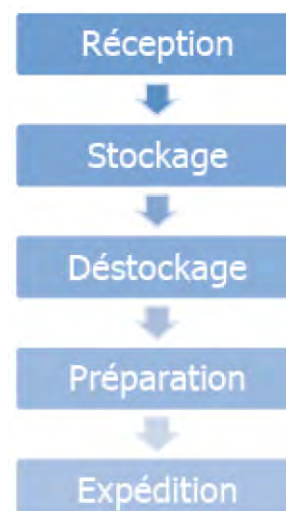 Réception
Stockage
Déstockage
Préparation
Expédition